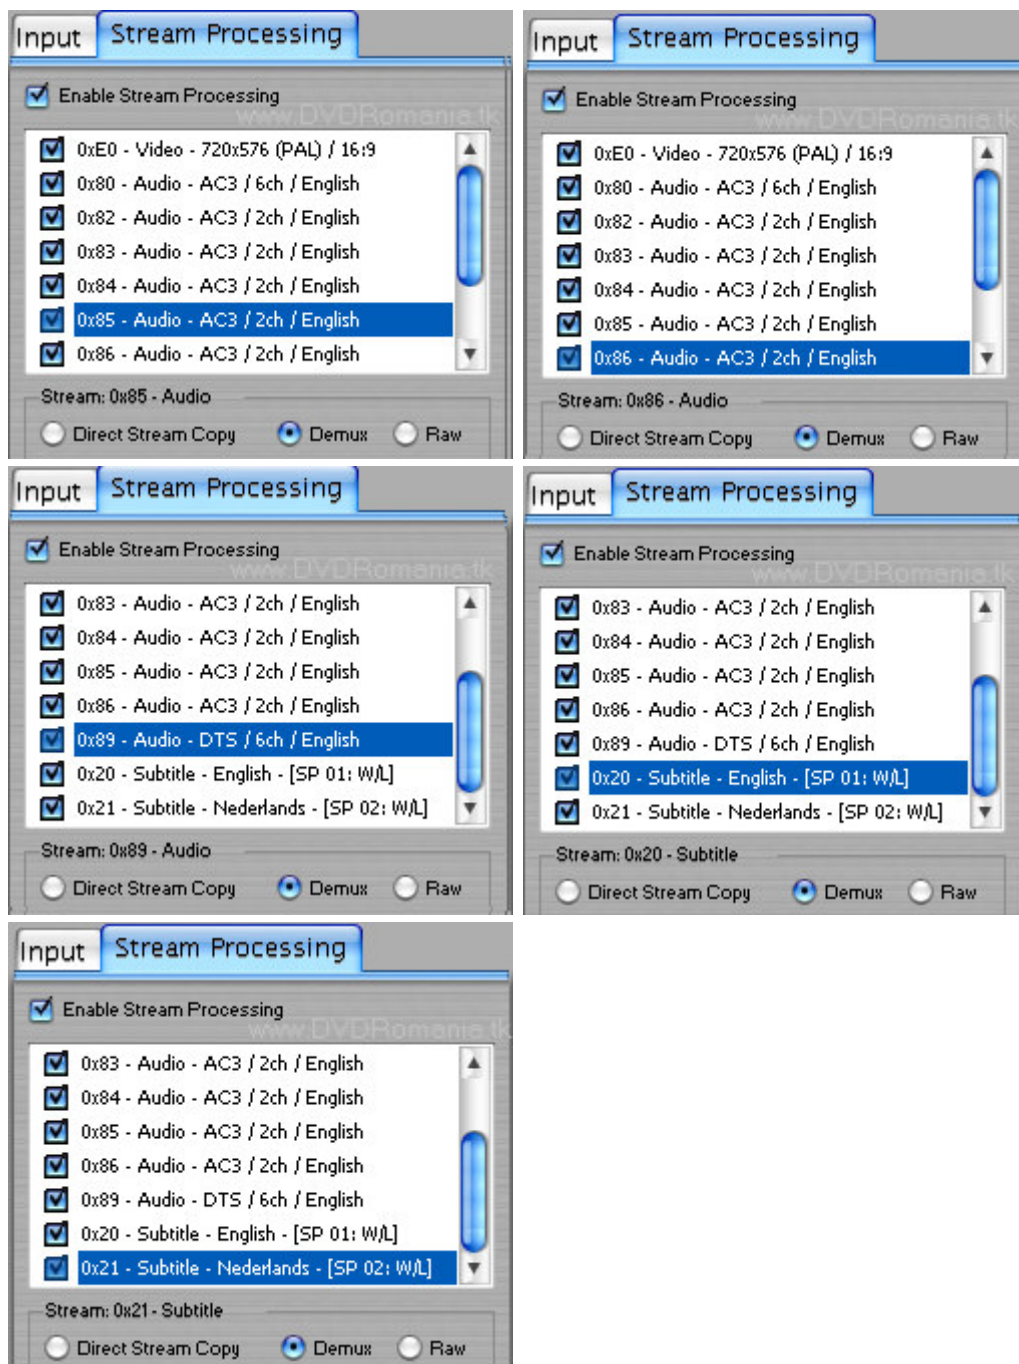 Input Stream Processing
Enable Stream Processing
www.DVDRomania.tk
0xE0 - Video - 720x576 (PAL) / 16:9
0x80 - Audio - AC3 / 6ch / English
0x82 - Audio - AC3 / 2ch / English
0x83 - Audio - AC3 / 2ch / English
0x84 - Audio - AC3 / 2ch / English
0x85 - Audio - AC3 / 2ch / English
0x86 - Audio - AC3 / 2ch / English
Stream: 0x85 - Audio
Direct Stream Copy Demux Raw
Input Stream Processing
Enable Stream Processing
www.DVDRomania.tk
0xE0 - Video - 720x576 (PAL) / 16:9
0x80 - Audio - AC3 / 6ch / English
0x82 - Audio - AC3 / 2ch / English
0x83 - Audio - AC3 / 2ch / English
0x84 - Audio - AC3 / 2ch / English
0x85 - Audio - AC3 / 2ch / English
0x86 - Audio - AC3 / 2ch / English
Stream: 0x86 - Audio
Direct Stream Copy Demux Raw
Input Stream Processing
Enable Stream Processing
www.DVDRomania.tk
0x83 - Audio - AC3 / 2ch / English
0x84 - Audio - AC3 / 2ch / English
0x85 - Audio - AC3 / 2ch / English
0x86 - Audio - AC3 / 2ch / English
0x89 - Audio - DTS / 6ch / English
0x20 - Subtitle - English - [SP 01: W/L]
0x21 - Subtitle - Nederlands - [SP 02: W/L]
Stream: 0x89 - Audio
Direct Stream Copy Demux Raw
Input Stream Processing
Enable Stream Processing
www.DVDRomania.tk
0x83 - Audio - AC3 / 2ch / English
0x84 - Audio - AC3 / 2ch / English
0x85 - Audio - AC3 / 2ch / English
0x86 - Audio - AC3 / 2ch / English
0x89 - Audio - DTS / 6ch / English
0x20 - Subtitle - English - [SP 01: W/L]
0x21 - Subtitle - Nederlands - [SP 02: W/L]
Stream: 0x20 - Subtitle
Direct Stream Copy Demux Raw
Input Stream Processing
Enable Stream Processing
www.DVDRomania.tk
0x83 - Audio - AC3 / 2ch / English
0x84 - Audio - AC3 / 2ch / English
0x85 - Audio - AC3 / 2ch / English
0x86 - Audio - AC3 / 2ch / English
0x89 - Audio - DTS / 6ch / English
0x20 - Subtitle - English - [SP 01: W/L]
0x21 - Subtitle - Nederlands - [SP 02: W/L]
Stream: 0x21 - Subtitle
Direct Stream Copy Demux Raw